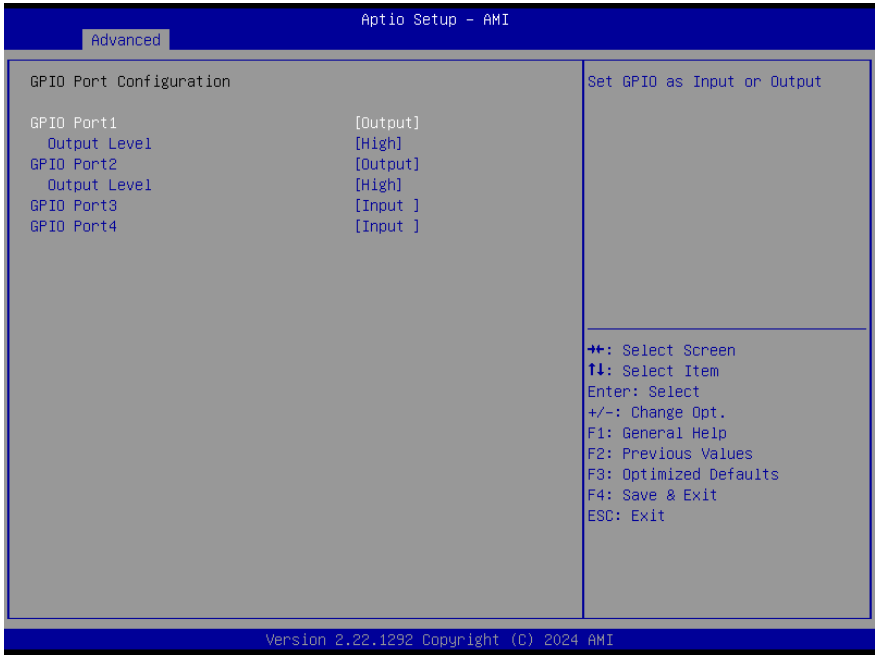 Aptio Setup – AMI
Advanced
GPIO Port Configuration
GPIO Port1 [Output]
Output Level [High]
GPIO Port2 [Output]
Output Level [High]
GPIO Port3 [Input ]
GPIO Port4 [Input ]
Set GPIO as Input or Output
→←: Select Screen
↑↓: Select Item
Enter: Select
+/-: Change Opt.
F1: General Help
F2: Previous Values
F3: Optimized Defaults
F4: Save & Exit
ESC: Exit
Version 2.22.1292 Copyright (C) 2024 AMI